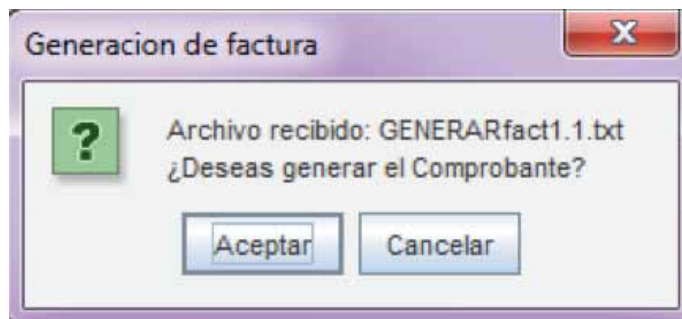 Generacion de factura
Archivo recibido: GENERARfact1.1.txt
¿Deseas generar el Comprobante?
Aceptar
Cancelar